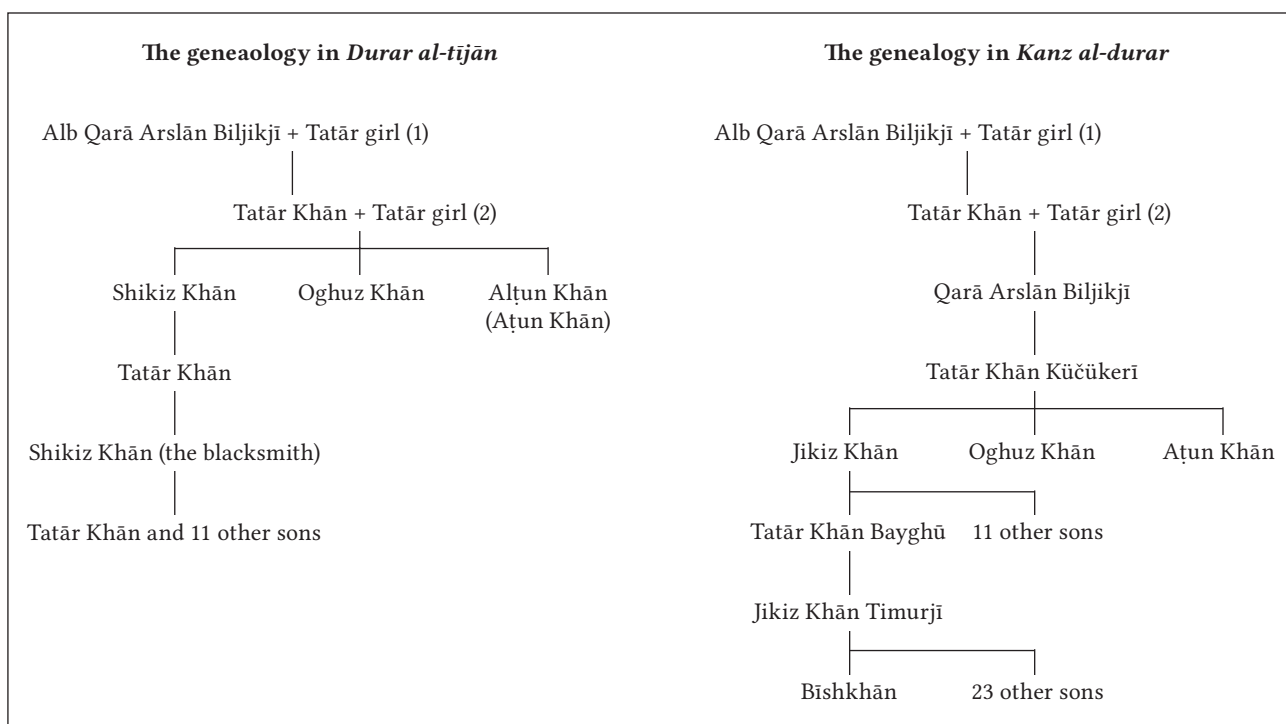 The geneaology in Durar al-tījān
Alb Qarā Arslān Biljikjī + Tatār girl (1)
Tatār Khān + Tatār girl (2)
Shikiz Khān Oghuz Khān Alṭun Khān
(Aṭun Khān)
Tatār Khān
Shikiz Khān (the blacksmith)
Tatār Khān and 11 other sons
The genealogy in Kanz al-durar
Alb Qarā Arslān Biljikjī + Tatār girl (1)
Tatār Khān + Tatār girl (2)
Qarā Arslān Biljikjī
Tatār Khān Küčükerī
Jikiz Khān Oghuz Khān Aṭun Khān
Tatār Khān Bayghū 11 other sons
Jikiz Khān Timurjī
Bīshkhān 23 other sons